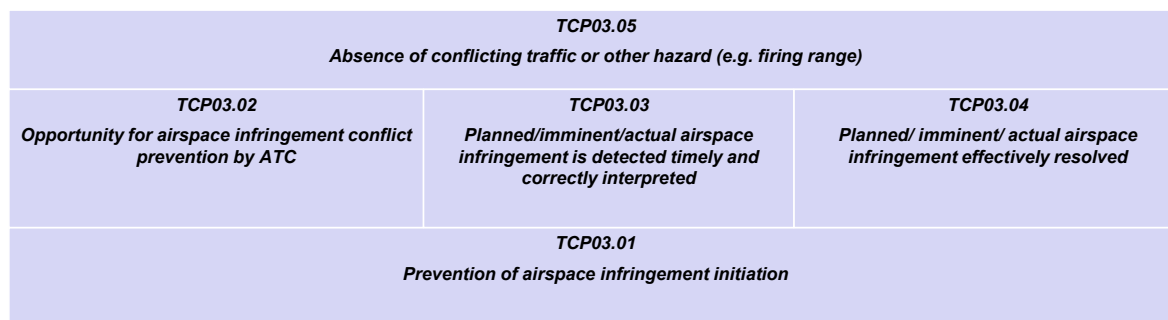 TCP03.05
Absence of conflicting traffic or other hazard (e.g. firing range)
TCP03.02
Opportunity for airspace infringement conflict
prevention by ATC
TCP03.03
Planned/imminent/actual airspace
infringement is detected timely and
correctly interpreted
TCP03.04
Planned/ imminent/ actual airspace
infringement effectively resolved
TCP03.01
Prevention of airspace infringement initiation